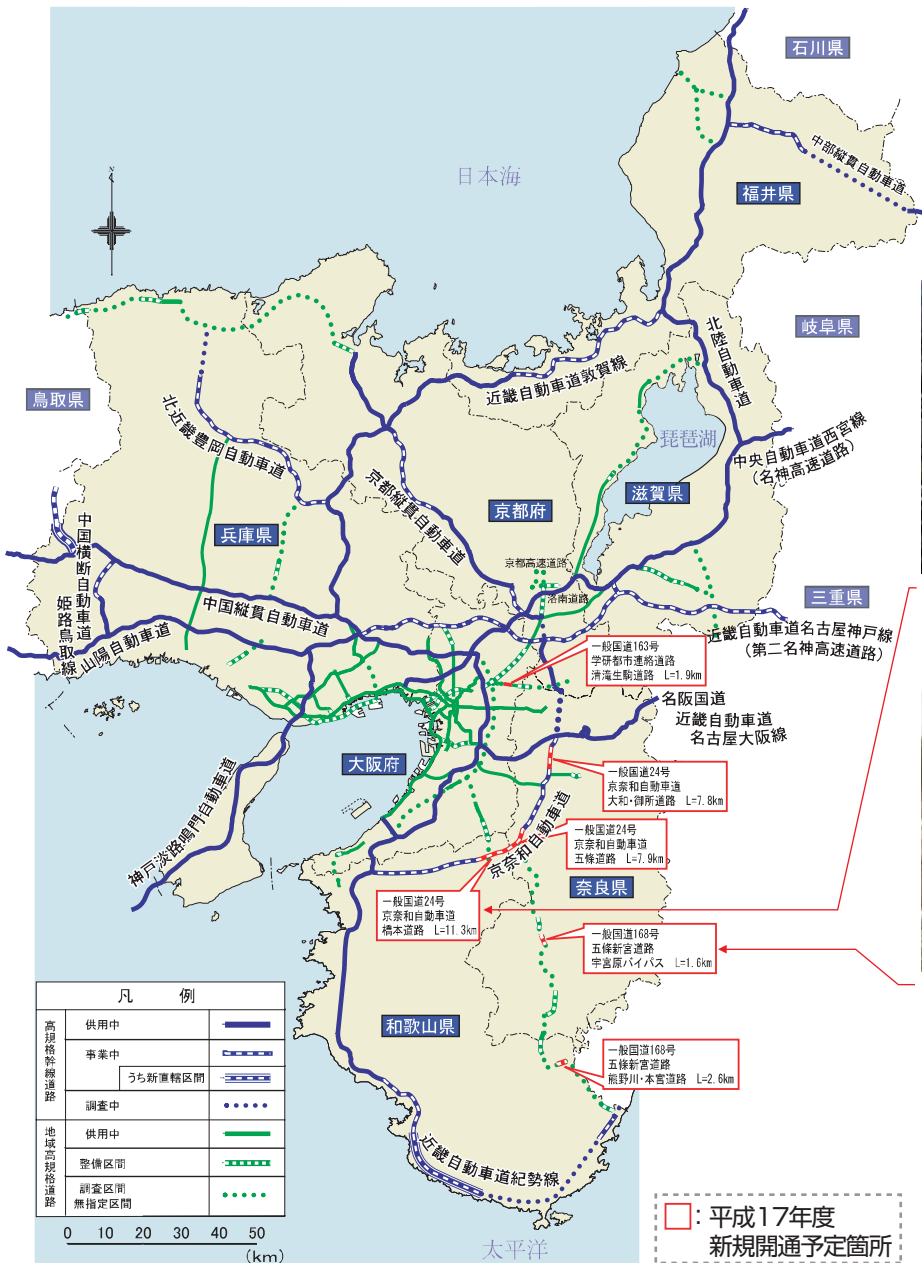 石川県
N
日本海
中部縦貫自動車道
福井県
岐阜県
北陸自動車道
近畿自動車道敦賀線
鳥取県
北近畿豊岡自動車道
琵琶湖
中央自動車道西宮線
(名神高速道路)
滋賀県
京都縦貫自動車道
京都府
兵庫県
中国横断自動車道
姫路鳥取線
京都高速道路
洛南道路
三重県
中国縦貫自動車道
山陽自動車道
近畿自動車道名古屋神戸線
(第二名神高速道路)
一般国道163号
学研都市連絡道路
清滝生駒道路 L=1.9km
名阪国道
近畿自動車道
名古屋大阪線
大阪府
一般国道24号
京奈和自動車道
大和・御所道路 L=7.8km
神戸淡路鳴門自動車道
京奈和自動車道
一般国道24号
京奈和自動車道
五條道路 L=7.9km
奈良県
一般国道24号
京奈和自動車道
橋本道路 L=11.3km
一般国道168号
五條新宮道路
宇宮原バイパス L=1.6km
和歌山県
一般国道168号
五條新宮道路
熊野川・本宮道路 L=2.6km
近畿自動車道紀勢線
太平洋
凡 例
高規格幹線道路
供用中
事業中
うち新直轄区間
調査中
地域高規格道路
供用中
整備区間
調査区間
無指定区間
0 10 20 30 40 50
(km)
:平成17年度
新規開通予定箇所